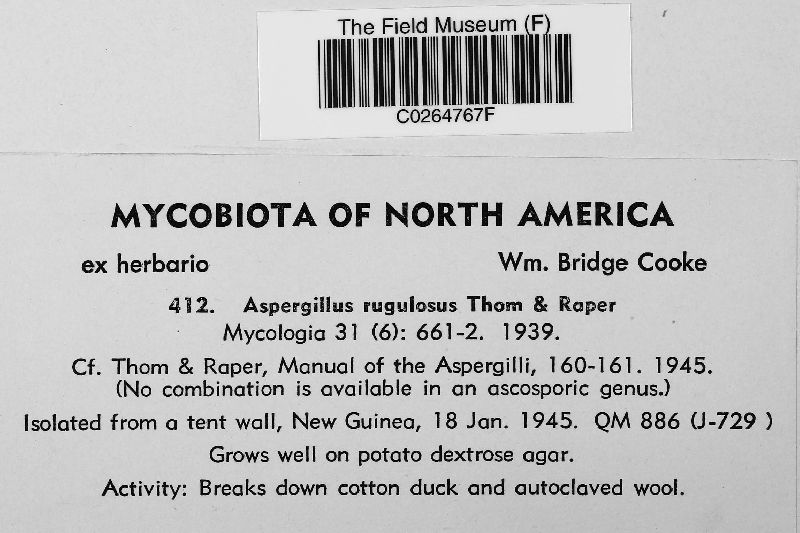 The Field Museum (F)
C0264767F
MYCOBIOTA OF NORTH AMERICA
ex herbario Wm. Bridge Cooke
412. Aspergillus rugulosus Thom & Raper
Mycologia 31 (6): 661-2. 1939.
Cf. Thom & Raper, Manual of the Aspergilli, 160-161. 1945.
(No combination is available in an ascosporic genus.)
Isolated from a tent wall, New Guinea, 18 Jan. 1945. QM 886 (J-729 )
Grows well on potato dextrose agar.
Activity: Breaks down cotton duck and autoclaved wool.